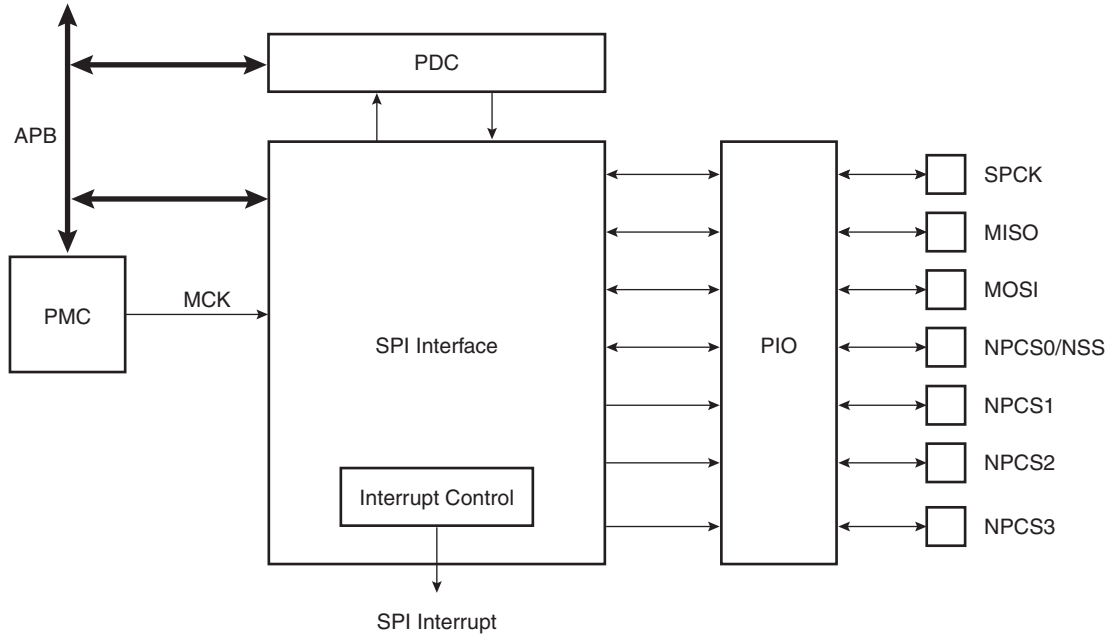 PDC
APB
SPCK
MISO
PMC
MCK
MOSI
SPI Interface
PIO
NPCS0/NSS
NPCS1
NPCS2
Interrupt Control
NPCS3
SPI Interrupt